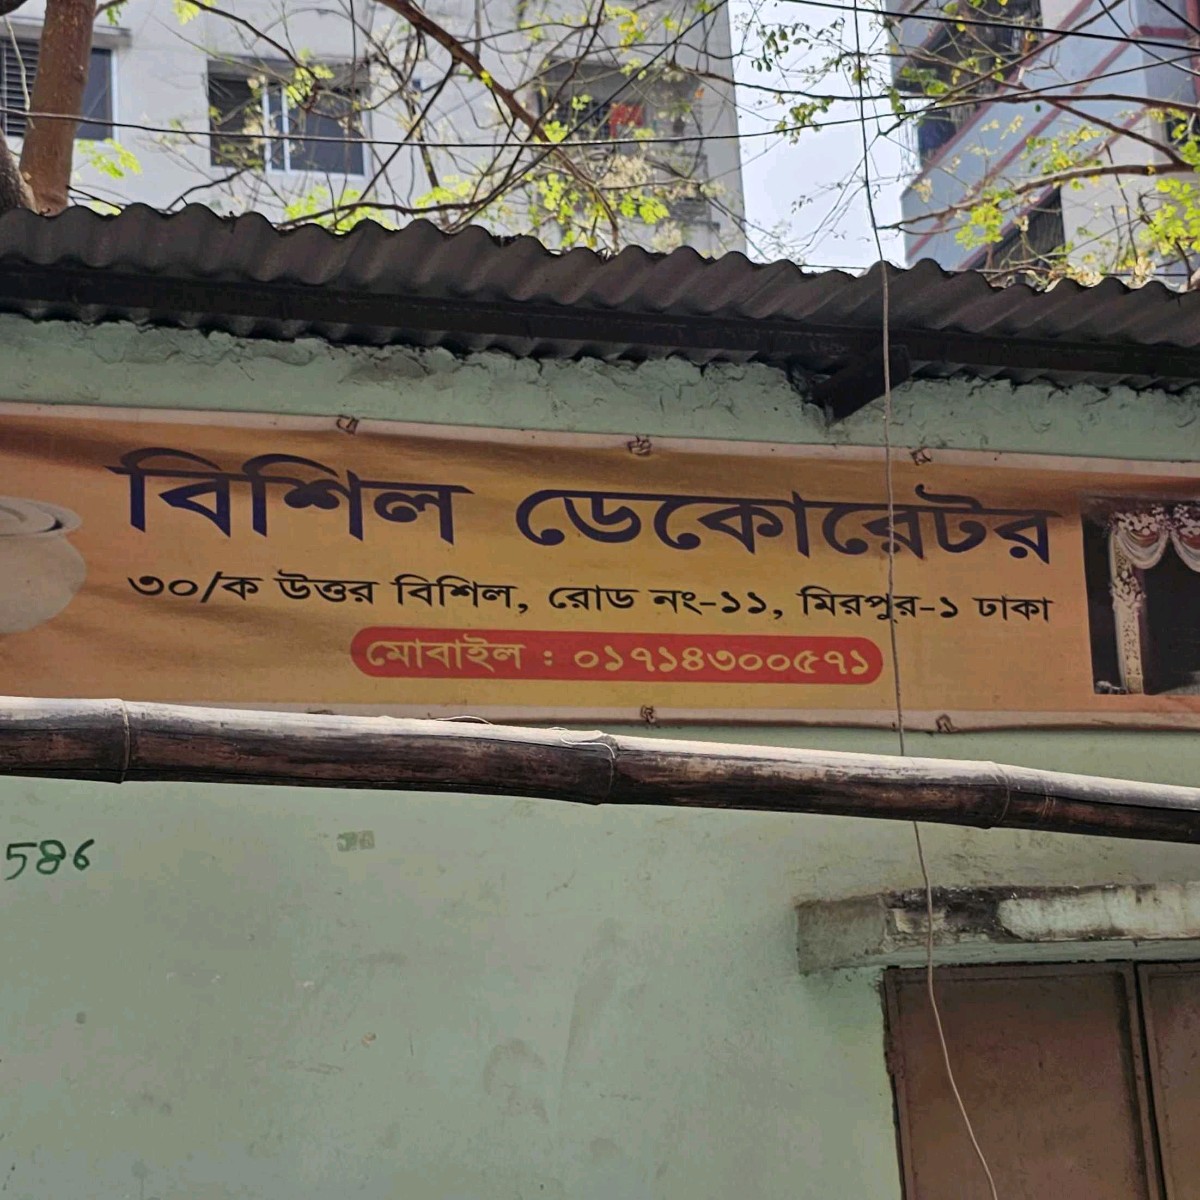 বিশিল ডেকোরেটর
৩০/ক উত্তর বিশিল, রোড নং-১১, মিরপুর-১ ঢাকা
মোবাইল : ০১৭১৪৩০০৫৭১
586